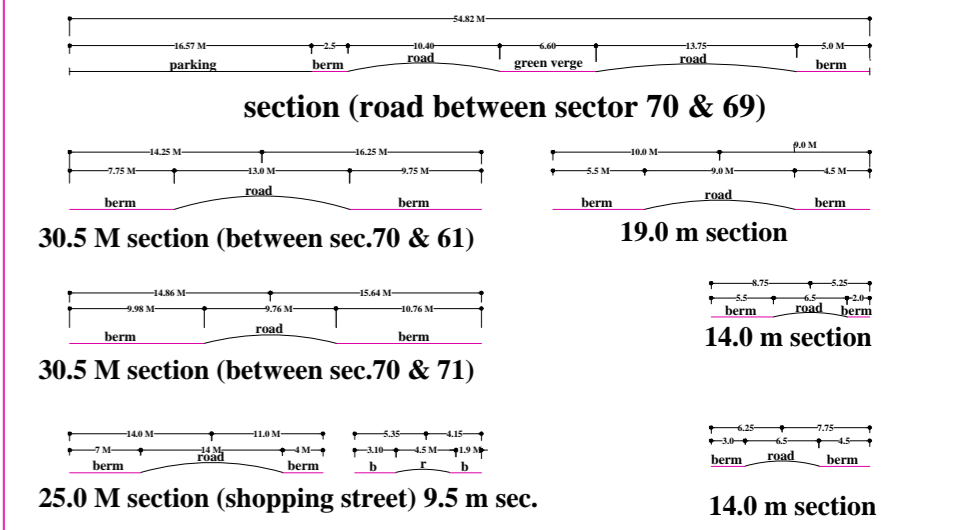 54.82 M
16.57 M 2.5 10.40 6.60 13.75 5.0 M
parking berm road green verge road berm
section (road between sector 70 & 69)
14.25 M 16.25 M
7.75 M 13.0 M 9.75 M
berm road berm
30.5 M section (between sec.70 & 61)
10.0 M 9.0 M
5.5 M 9.0 M 4.5 M
berm road berm
19.0 m section
14.86 M 15.64 M
9.98 M 9.76 M 10.76 M
berm road berm
30.5 M section (between sec.70 & 71)
8.75 5.25
5.5 6.5 2.0
berm road berm
14.0 m section
14.0 M 11.0 M
7 M 14 M 4 M
berm road berm
25.0 M section (shopping street)
5.35 4.15
3.10 4.5 M 1.9 M
b r b
9.5 m sec.
6.25 7.75
3.0 6.5 4.5
berm road berm
14.0 m section